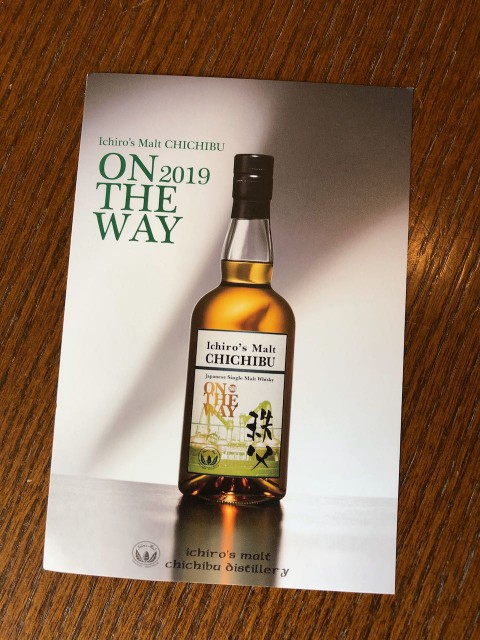 Ichiro's Malt CHICHIBU
ON 2019
THE
WAY
Ichiro's Malt
CHICHIBU
Japanese Single Malt Whisky
ON
THE
WAY
秩父
ichiro's malt
chichibu distillery